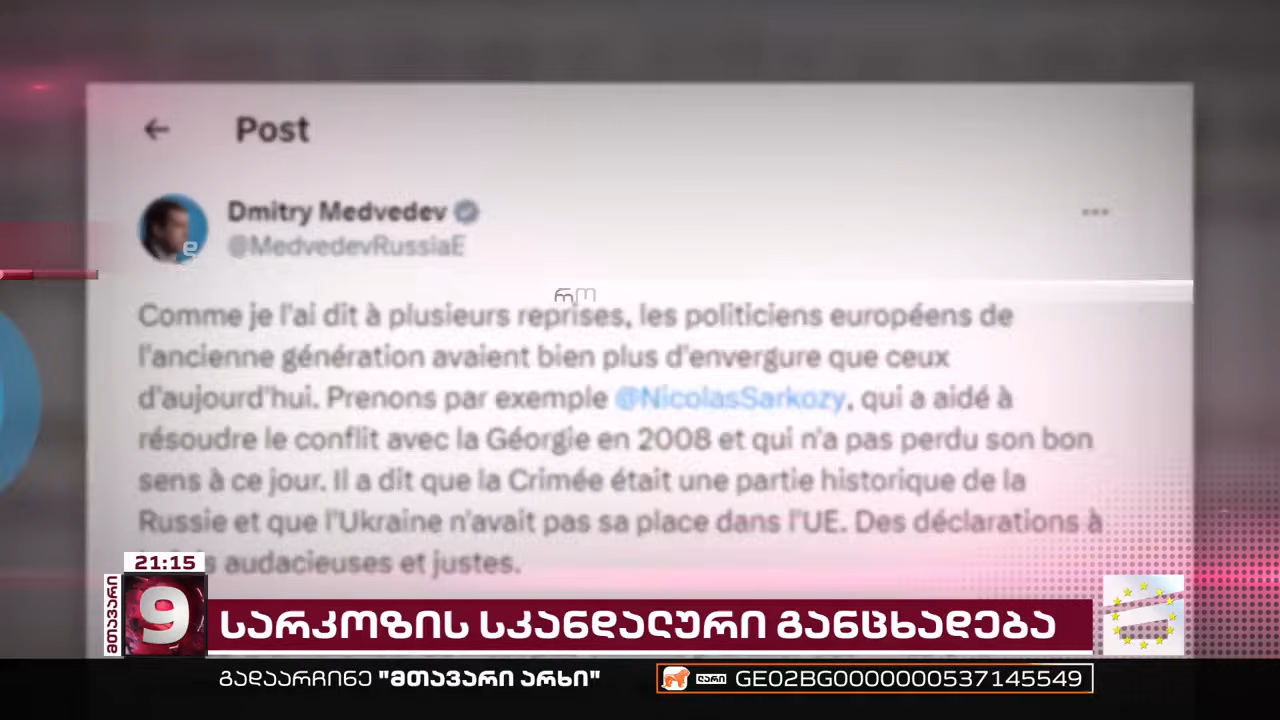 Post
Dmitry Medvedev
@MedvedevRussiaE
რო
Comme je l'ai dit à plusieurs reprises, les politiciens européens de
l'ancienne génération avaient bien plus d'envergure que ceux
d'aujourd'hui. Prenons par exemple @NicolasSarkozy, qui a aidé à
résoudre le conflit avec la Géorgie en 2008 et qui n'a pas perdu son bon
sens à ce jour. Il a dit que la Crimée était une partie historique de la
Russie et que l'Ukraine n'avait pas sa place dans l'UE. Des déclarations à
audacieuses et justes.
21:15
მთავარი
9
სარკოზის სკანდალური განცხადება
გადაარჩინე "მთავარი არხი"
ლარი GE02BG0000000537145549